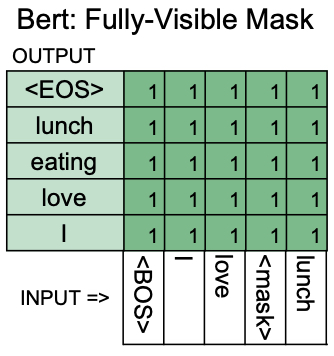 Bert: Fully-Visible Mask
OUTPUT
<EOS> 1 1 1 1 1
lunch 1 1 1 1 1
eating 1 1 1 1 1
love 1 1 1 1 1
I 1 1 1 1 1
INPUT => <BOS> I love <mask> lunch